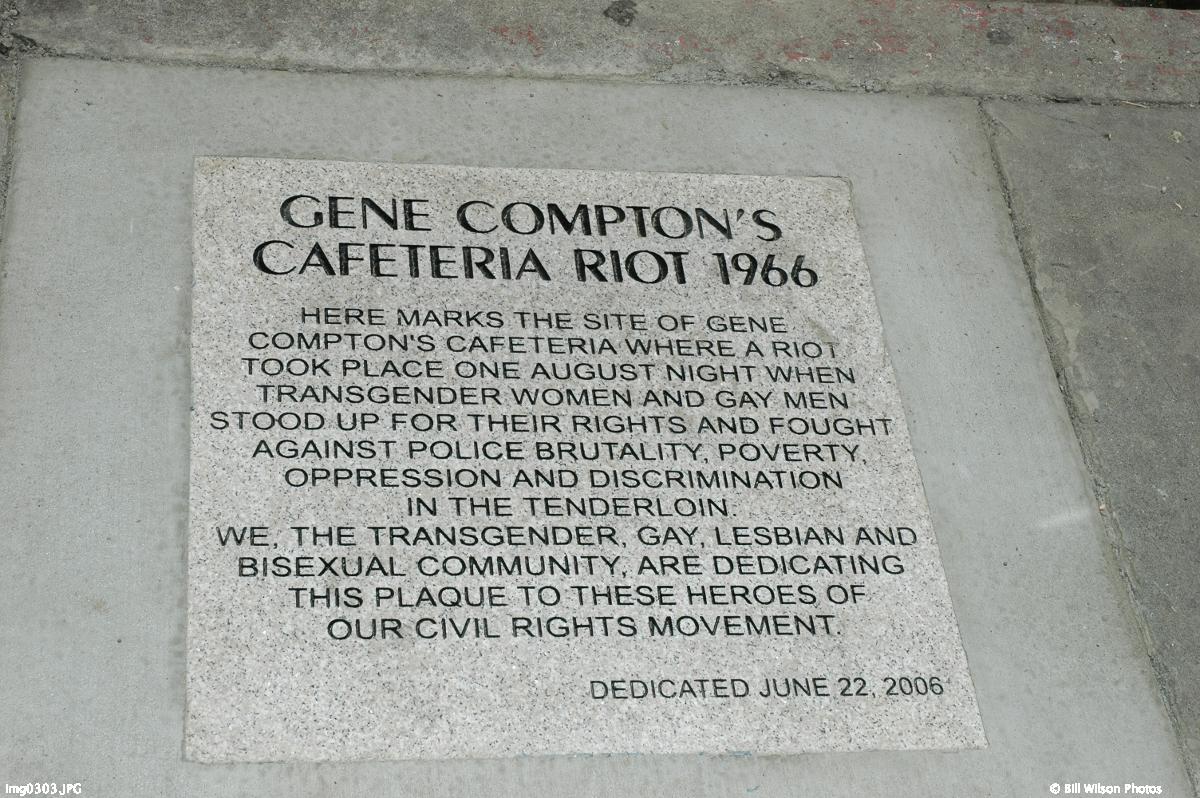 GENE COMPTON'S
CAFETERIA RIOT 1966
HERE MARKS THE SITE OF GENE
COMPTON'S CAFETERIA WHERE A RIOT
TOOK PLACE ONE AUGUST NIGHT WHEN
TRANSGENDER WOMEN AND GAY MEN
STOOD UP FOR THEIR RIGHTS AND FOUGHT
AGAINST POLICE BRUTALITY, POVERTY,
OPPRESSION AND DISCRIMINATION
IN THE TENDERLOIN.
WE, THE TRANSGENDER, GAY, LESBIAN AND
BISEXUAL COMMUNITY, ARE DEDICATING
THIS PLAQUE TO THESE HEROES OF
OUR CIVIL RIGHTS MOVEMENT.
DEDICATED JUNE 22, 2006
Img0303.JPG
© Bill Wilson Photos